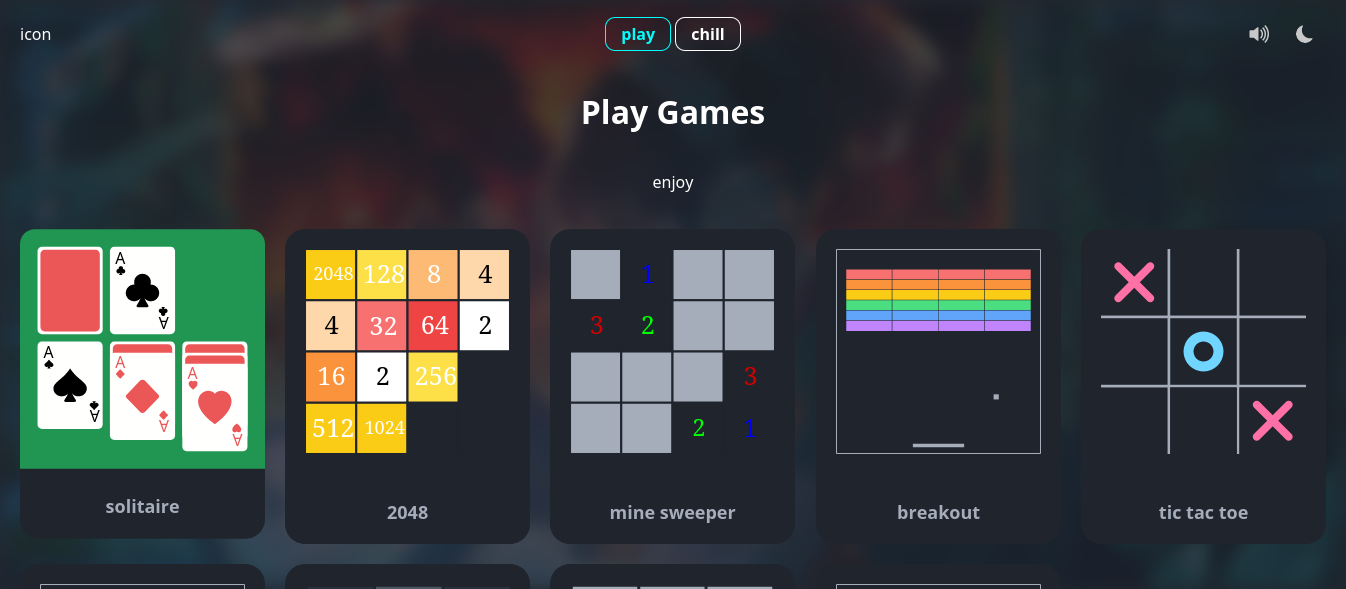 icon
play chill
Play Games
enjoy
A
A
A A A
A A A
2048 128 8 4
4 32 64 2
16 2 256
512 1024
1
3 2
3
2 1
solitaire
2048
mine sweeper
breakout
tic tac toe